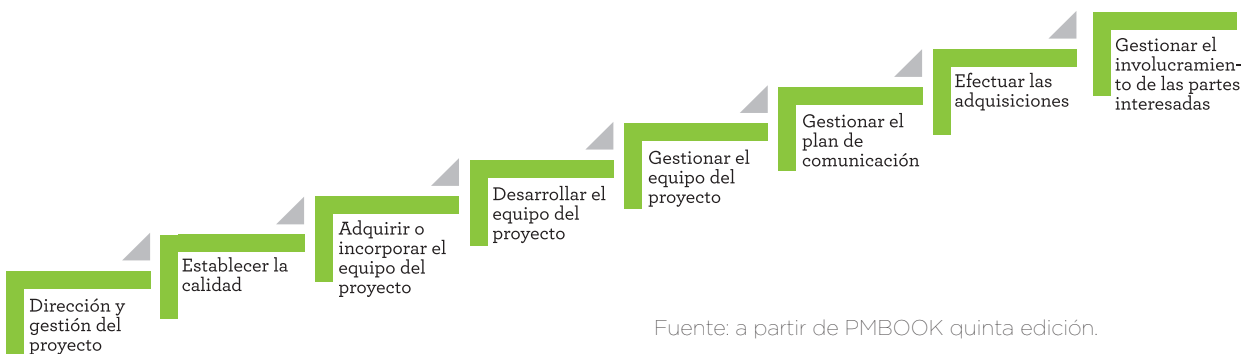 Dirección y
gestión del
proyecto
Establecer la
calidad
Adquirir o
incorporar el
equipo del
proyecto
Desarrollar el
equipo del
proyecto
Gestionar el
equipo del
proyecto
Gestionar el
plan de
comunicación
Efectuar las
adquisiciones
Gestionar el
involucramien-
to de las partes
interesadas
Fuente: a partir de PMBOOK quinta edición.